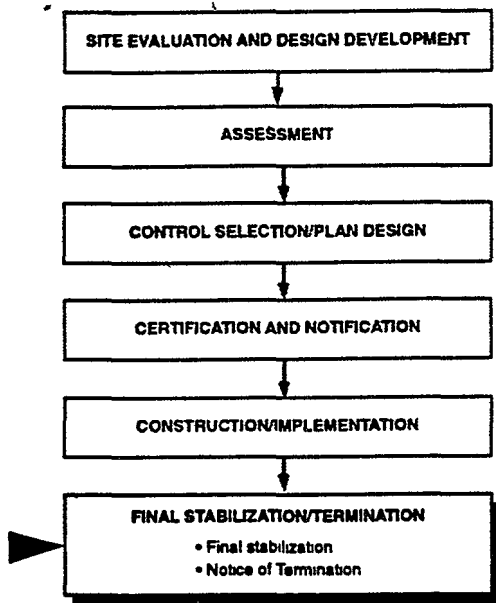 SITE EVALUATION AND DESIGN DEVELOPMENT
ASSESSMENT
CONTROL SELECTION/PLAN DESIGN
CERTIFICATION AND NOTIFICATION
CONSTRUCTION/IMPLEMENTATION
FINAL STABILIZATION/TERMINATION
• Final stabilization
• Notice of Termination